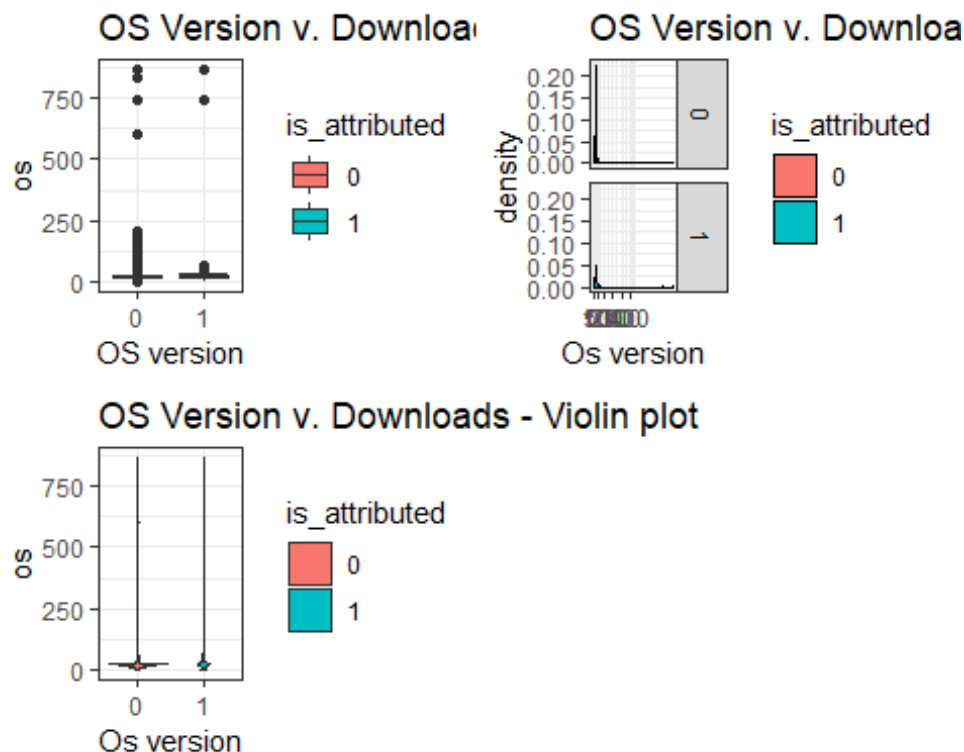 OS Version v. Downloa
750
500
250
0
os
0 1
OS version
is_attributed
0
1
OS Version v. Downloa
0.20
0.15
0.10
0.05
0.00
0
0.20
0.15
0.10
0.05
0.00
1
density
Os version
is_attributed
0
1
OS Version v. Downloads - Violin plot
750
500
250
0
os
0 1
Os version
is_attributed
0
1